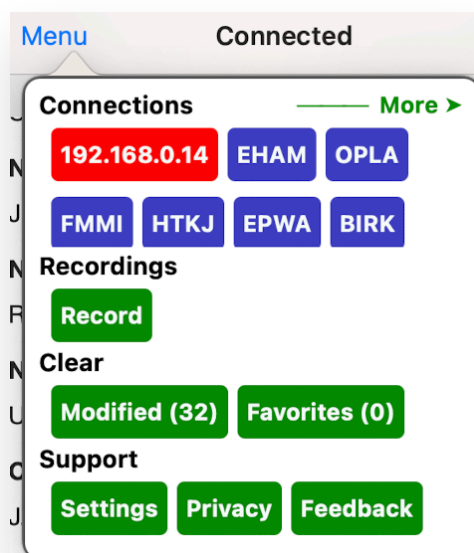 Menu Connected
Connections ——— More ➤
192.168.0.14 EHAM OPLA
FMMI HTKJ EPWA BIRK
Recordings
Record
Clear
Modified (32) Favorites (0)
Support
Settings Privacy Feedback